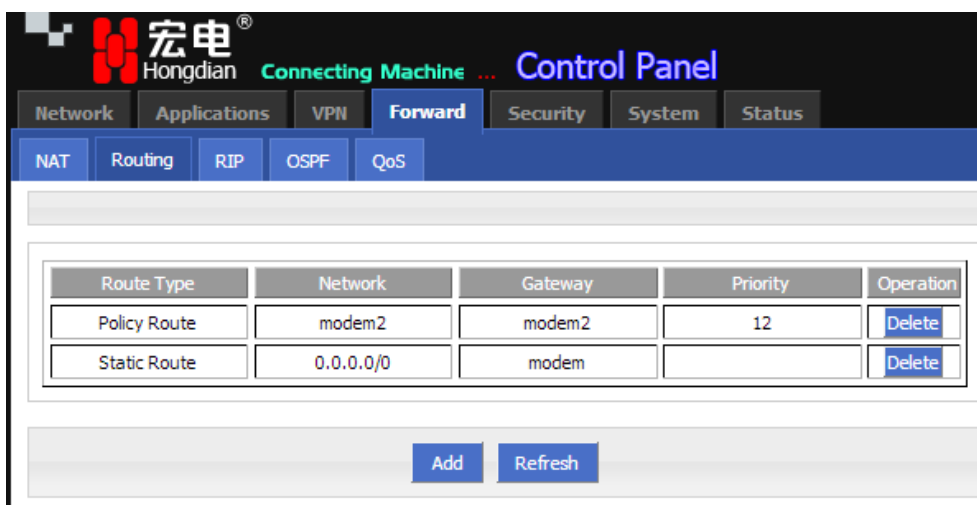 宏电®
Hongdian Connecting Machine ... Control Panel
Network Applications VPN Forward Security System Status
NAT Routing RIP OSPF QoS
Route Type Network Gateway Priority Operation
Policy Route modem2 modem2 12 Delete
Static Route 0.0.0.0/0 modem Delete
Add Refresh